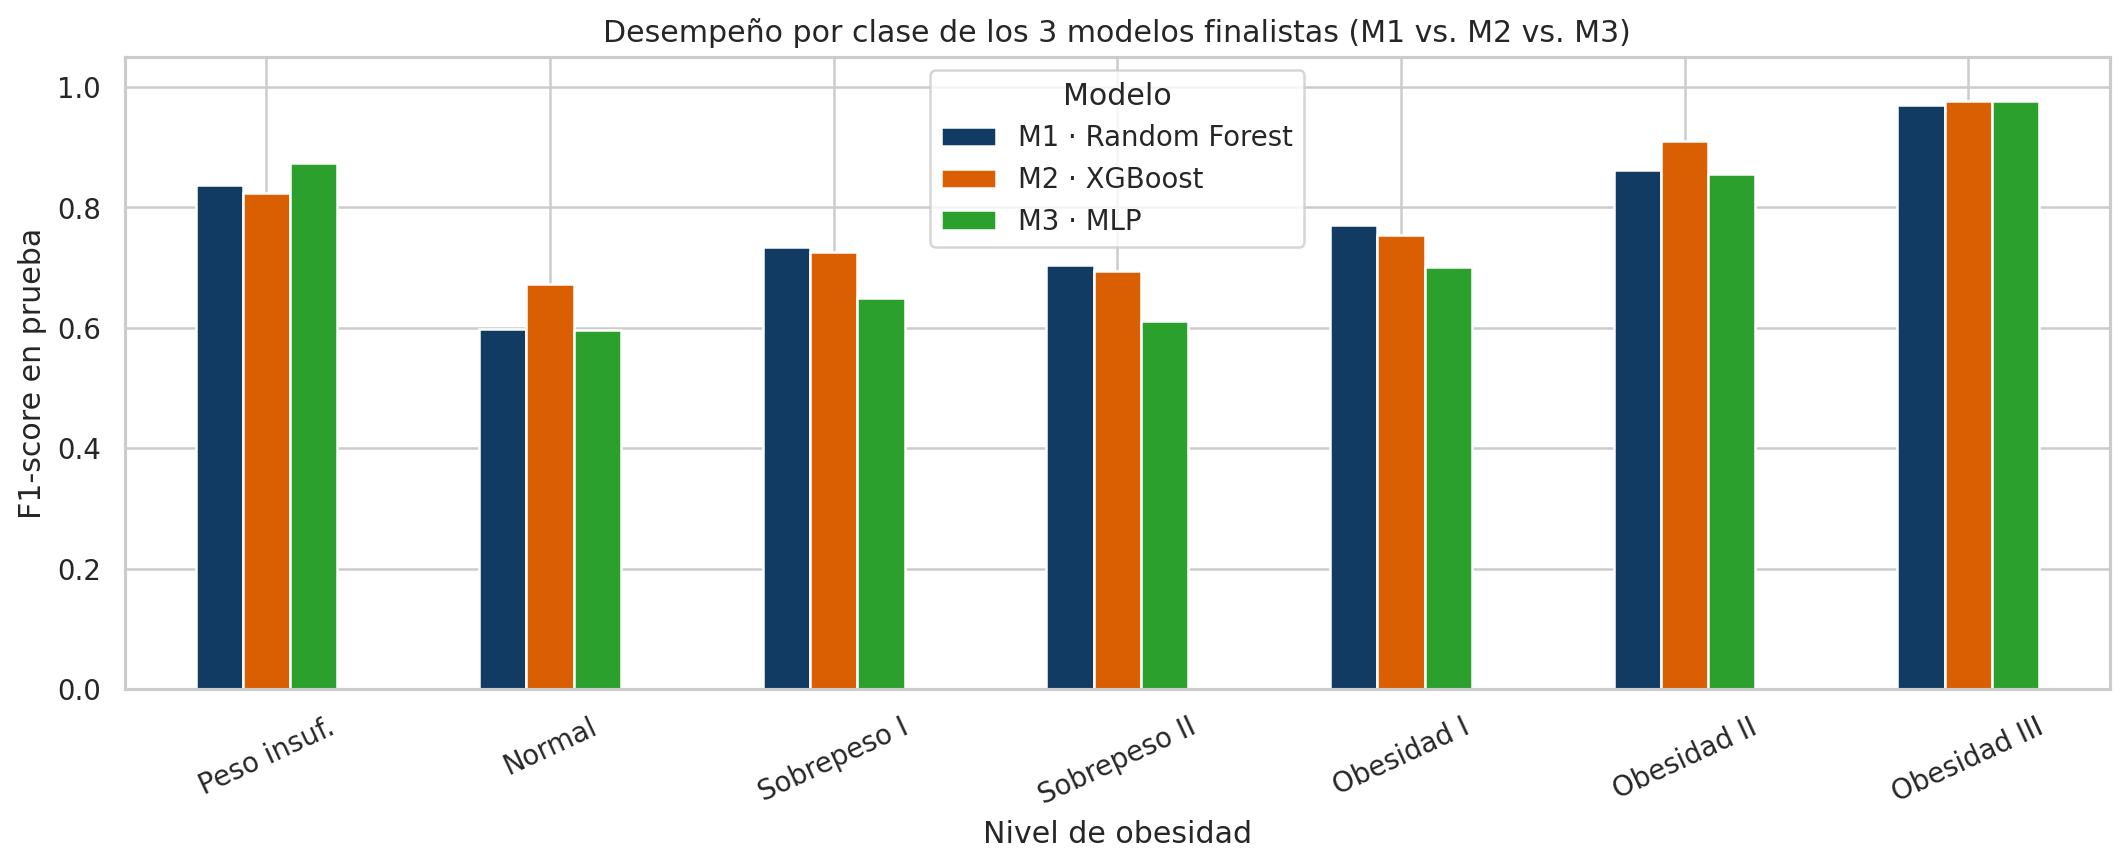 Desempeño por clase de los 3 modelos finalistas (M1 vs. M2 vs. M3)
Modelo
M1 · Random Forest
M2 · XGBoost
M3 · MLP
F1-score en prueba
1.0
0.8
0.6
0.4
0.2
0.0
Peso insuf.
Normal
Sobrepeso I
Sobrepeso II
Obesidad I
Obesidad II
Obesidad III
Nivel de obesidad